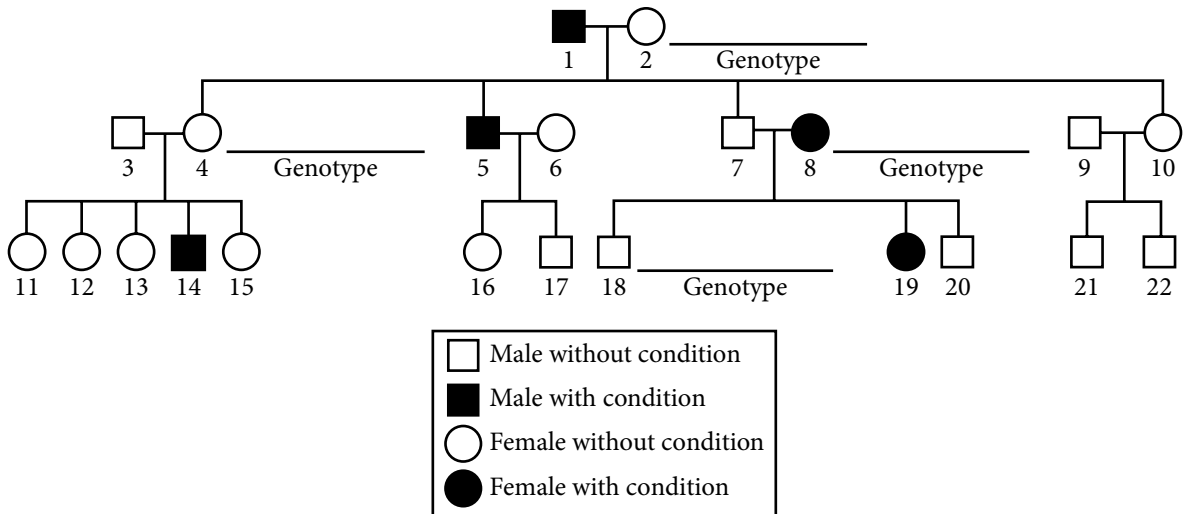 1 2 Genotype
3 4 Genotype 5 6 7 8 Genotype 9 10
11 12 13 14 15 16 17 18 Genotype 19 20 21 22
Male without condition
Male with condition
Female without condition
Female with condition